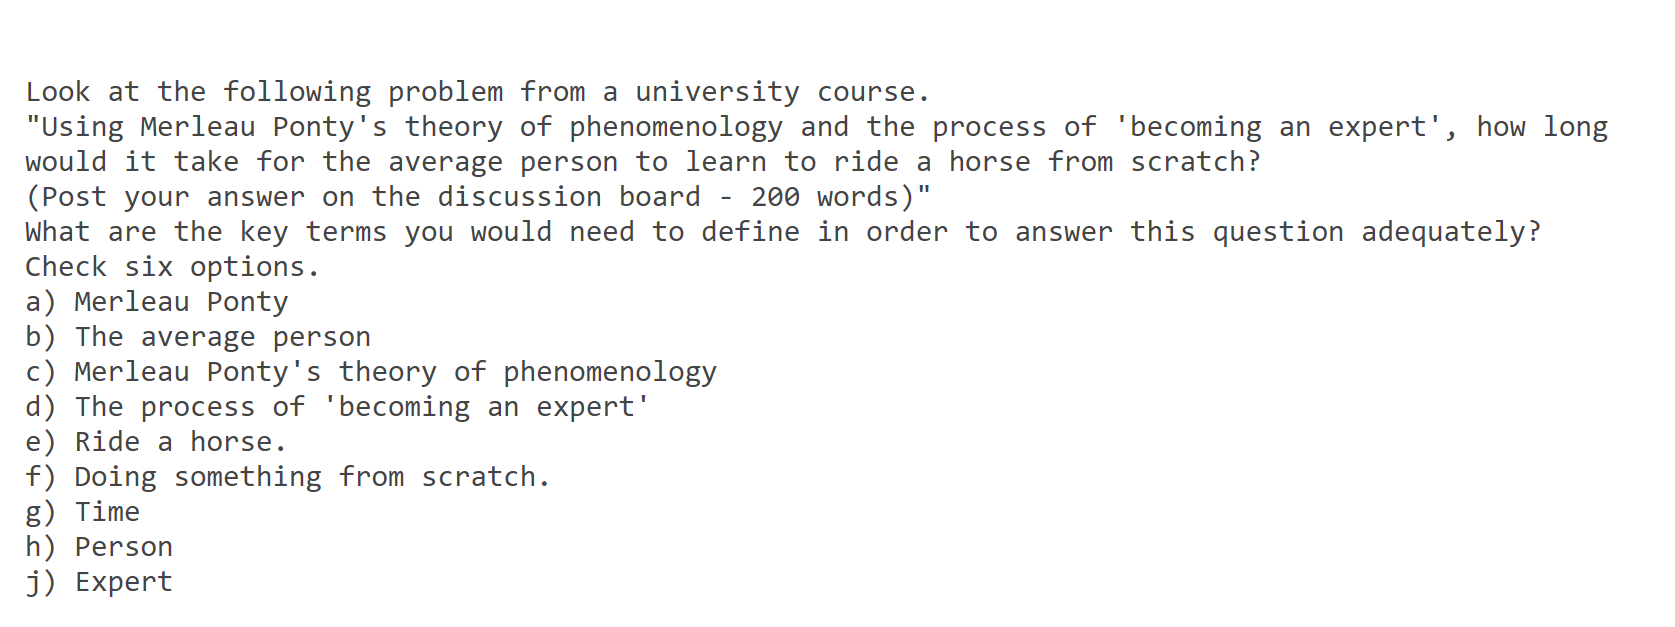 Look at the following problem from a university course.
"Using Merleau Ponty's theory of phenomenology and the process of 'becoming an expert', how long
would it take for the average person to learn to ride a horse from scratch?
(Post your answer on the discussion board - 200 words)"
What are the key terms you would need to define in order to answer this question adequately?
Check six options.
a) Merleau Ponty
b) The average person
c) Merleau Ponty's theory of phenomenology
d) The process of 'becoming an expert'
e) Ride a horse.
f) Doing something from scratch.
g) Time
h) Person
j) Expert